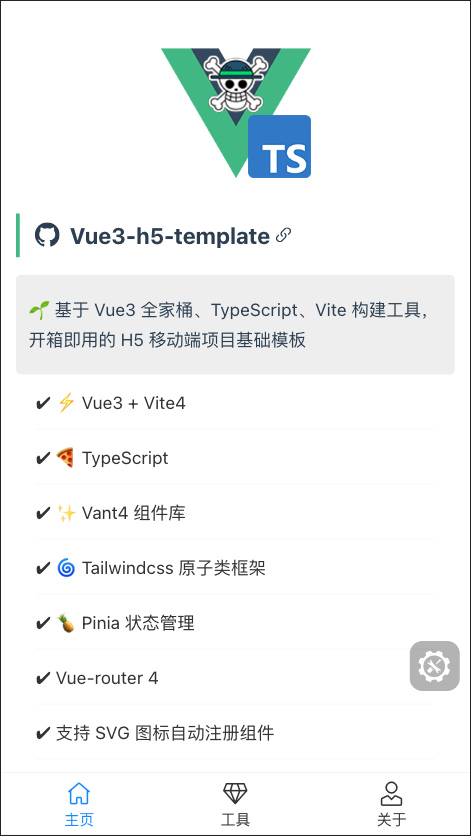 TS
Vue3-h5-template
🌱 基于 Vue3 全家桶、TypeScript、Vite 构建工具,
开箱即用的 H5 移动端项目基础模板
✔ ⚡ Vue3 + Vite4
✔ 🍕 TypeScript
✔ ✨ Vant4 组件库
✔ 🌀 Tailwindcss 原子类框架
✔ 🍍 Pinia 状态管理
✔ Vue-router 4
✔ 支持 SVG 图标自动注册组件
主页
工具
关于